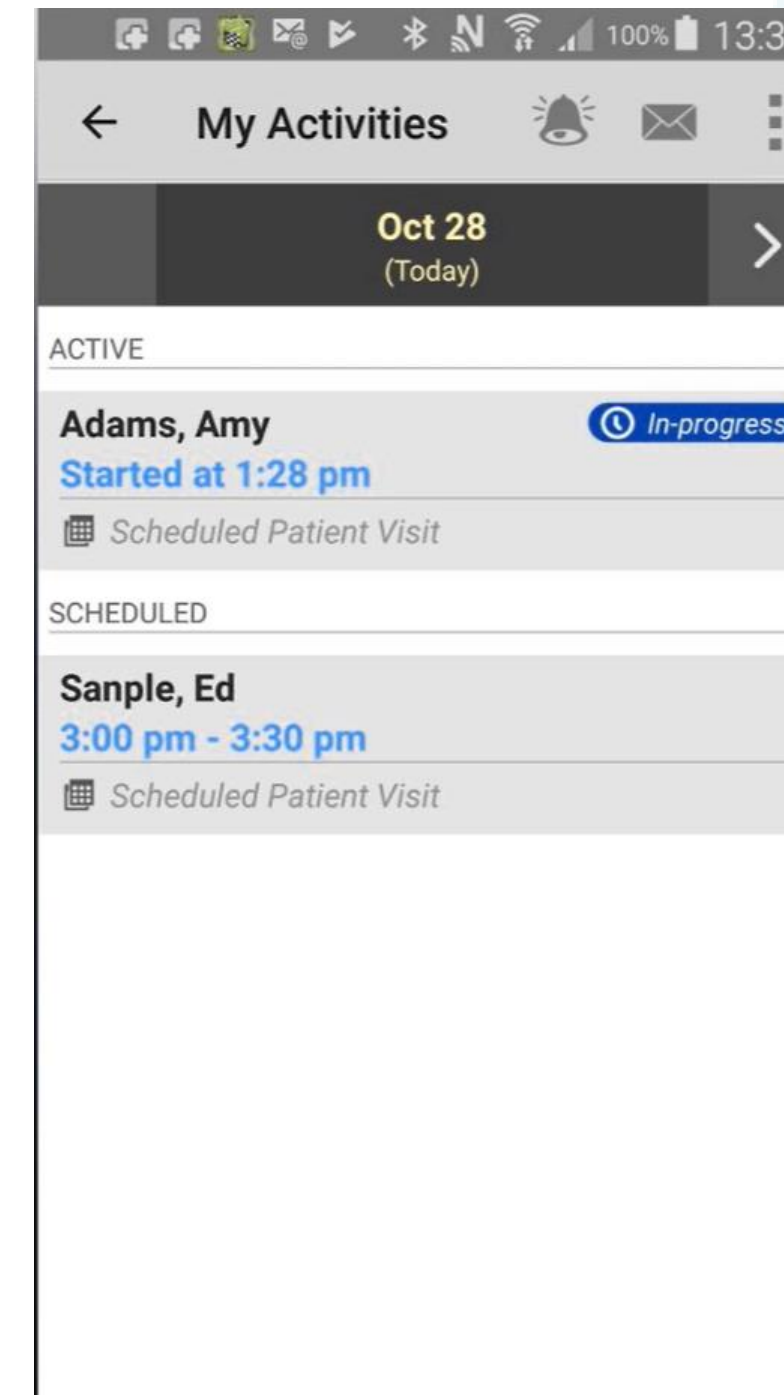 100% 13:3
My Activities
Oct 28
(Today)
ACTIVE
Adams, Amy
In-progress
Started at 1:28 pm
Scheduled Patient Visit
SCHEDULED
Sanple, Ed
3:00 pm - 3:30 pm
Scheduled Patient Visit